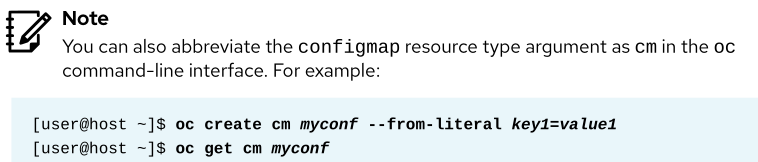 Note
You can also abbreviate the configmap resource type argument as cm in the oc
command-line interface. For example:
[user@host ~]$ oc create cm myconf --from-literal key1=value1
[user@host ~]$ oc get cm myconf